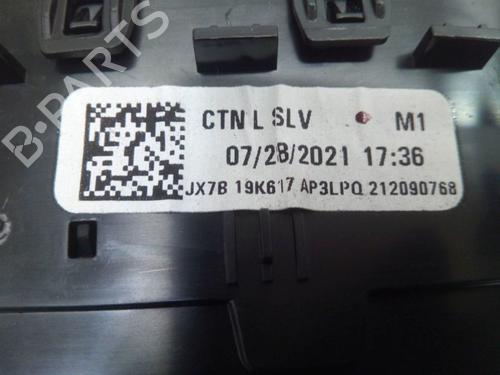 CTN L SLV M1
07/28/2021 17:36
JX7B 19K617 AP3LPQ 212090768
B-PARTS